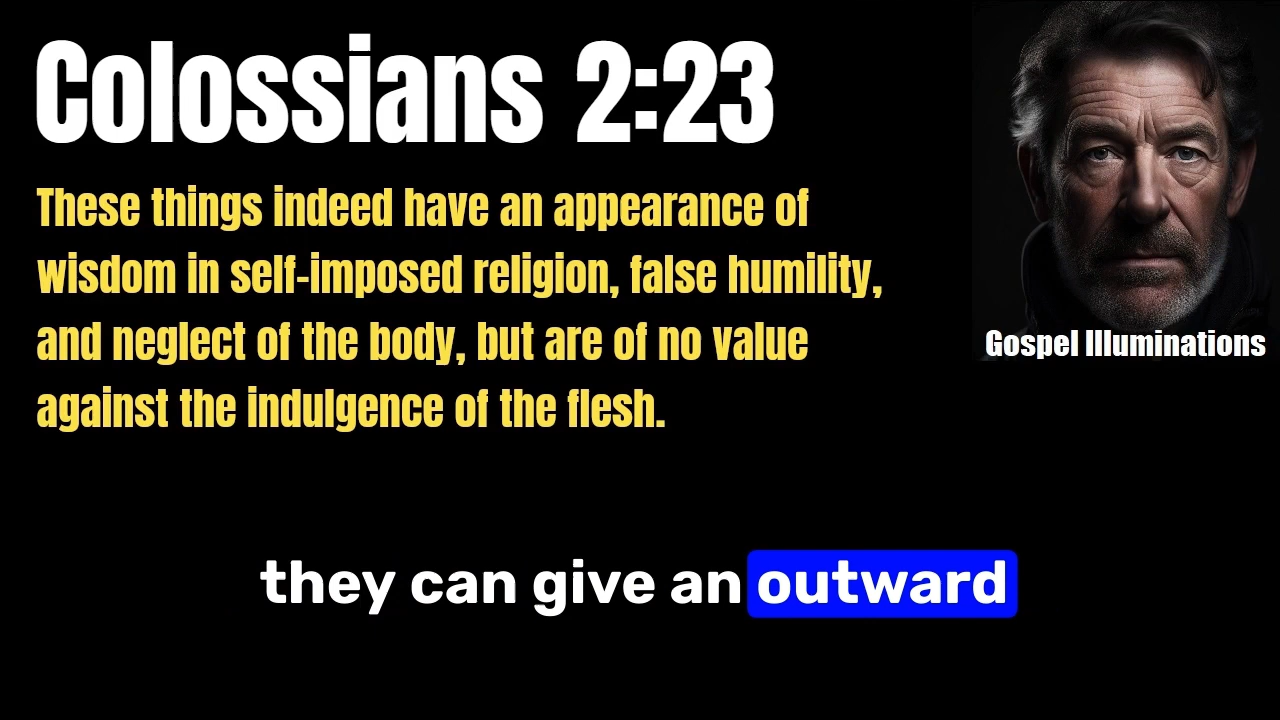 Colossians 2:23
These things indeed have an appearance of
wisdom in self-imposed religion, false humility,
and neglect of the body, but are of no value
against the indulgence of the flesh.
Gospel Illuminations
they can give an outward